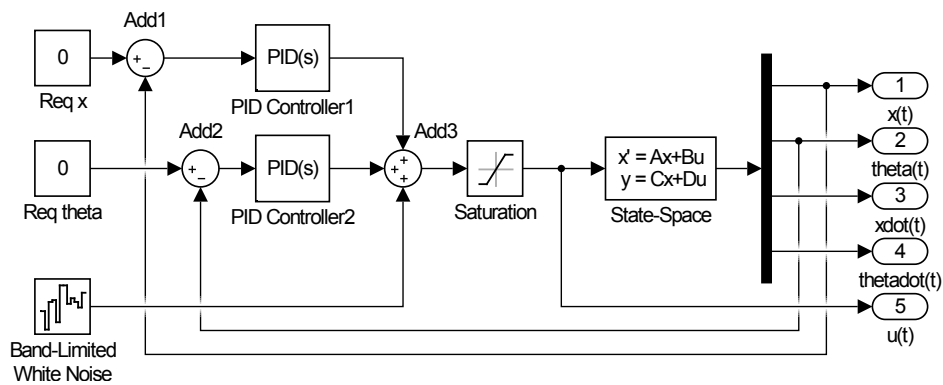 Add1
0
+
−
PID(s)
Req x
PID Controller1
1
x(t)
Add2
Add3
0
+
−
PID(s)
+
+
+
x' = Ax+Bu
y = Cx+Du
2
theta(t)
Req theta
PID Controller2
Saturation
State-Space
3
xdot(t)
4
thetadot(t)
5
u(t)
Band-Limited
White Noise